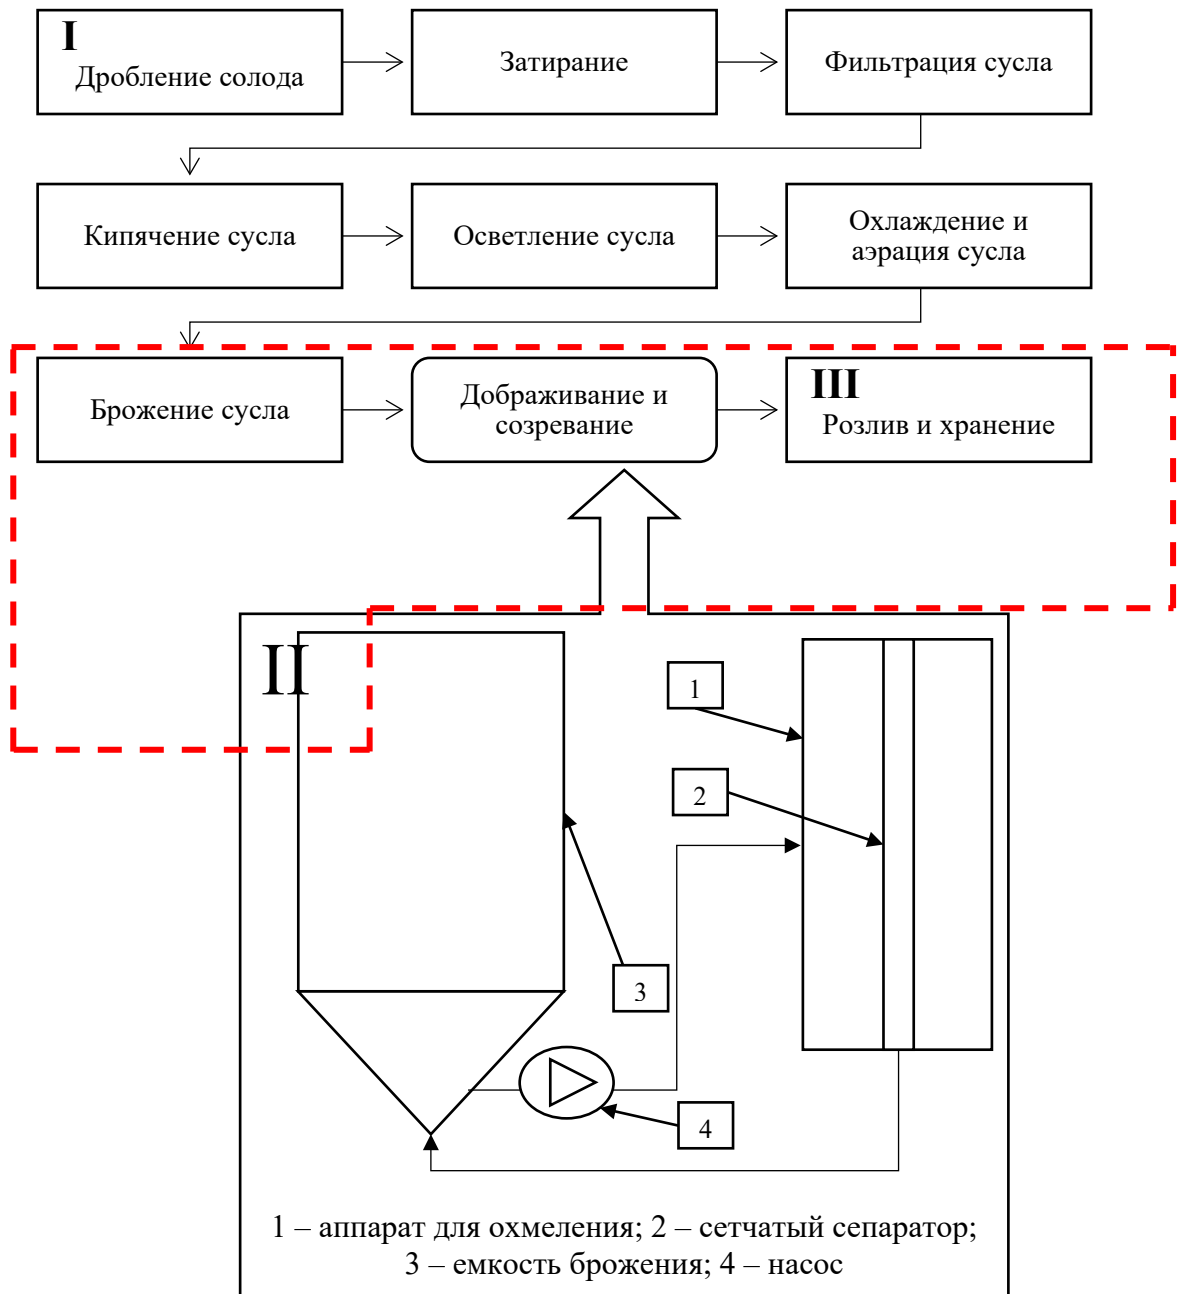 I
Дробление солода
Затирание
Фильтрация сусла
Кипячение сусла
Осветление сусла
Охлаждение и
аэрация сусла
Брожение сусла
Дображивание и
созревание
III
Розлив и хранение
II
1
2
3
4
1 – аппарат для охмеления; 2 – сетчатый сепаратор;
3 – емкость брожения; 4 – насос